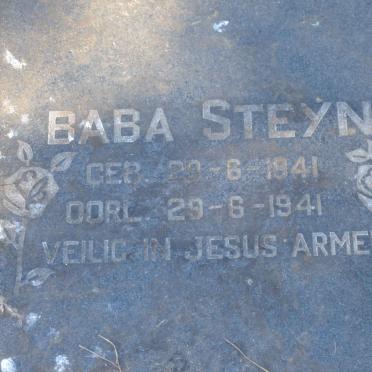 BABA STEYN
GEB. 29-6-1941
OORL. 29-6-1941
VEILIG IN JESUS ARME